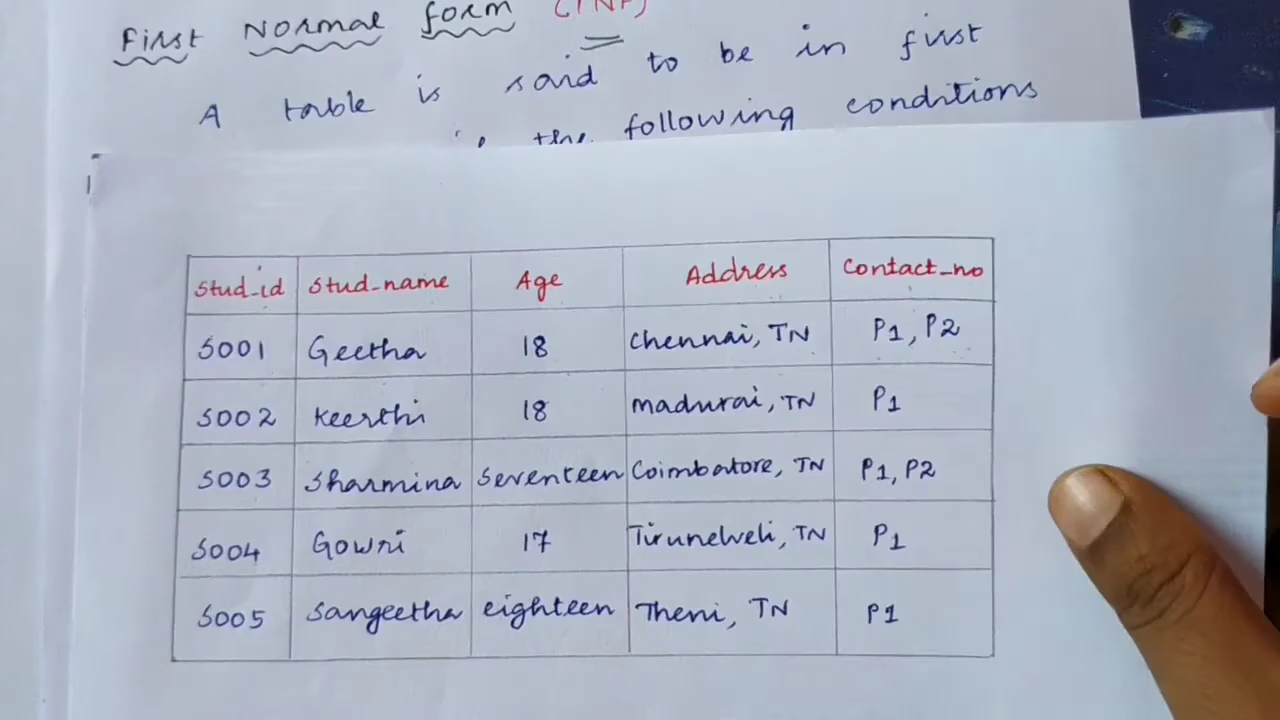 First Normal form (1NF)
A table is said to be in first
the following conditions
Stud_id Stud_name Age Address Contact_no
S001 Geetha 18 Chennai, TN P1, P2
S002 Keerthi 18 Madurai, TN P1
S003 Sharmina Seventeen Coimbatore, TN P1, P2
S004 Gowri 17 Tirunelveli, TN P1
S005 Sangeetha eighteen Theni, TN P1